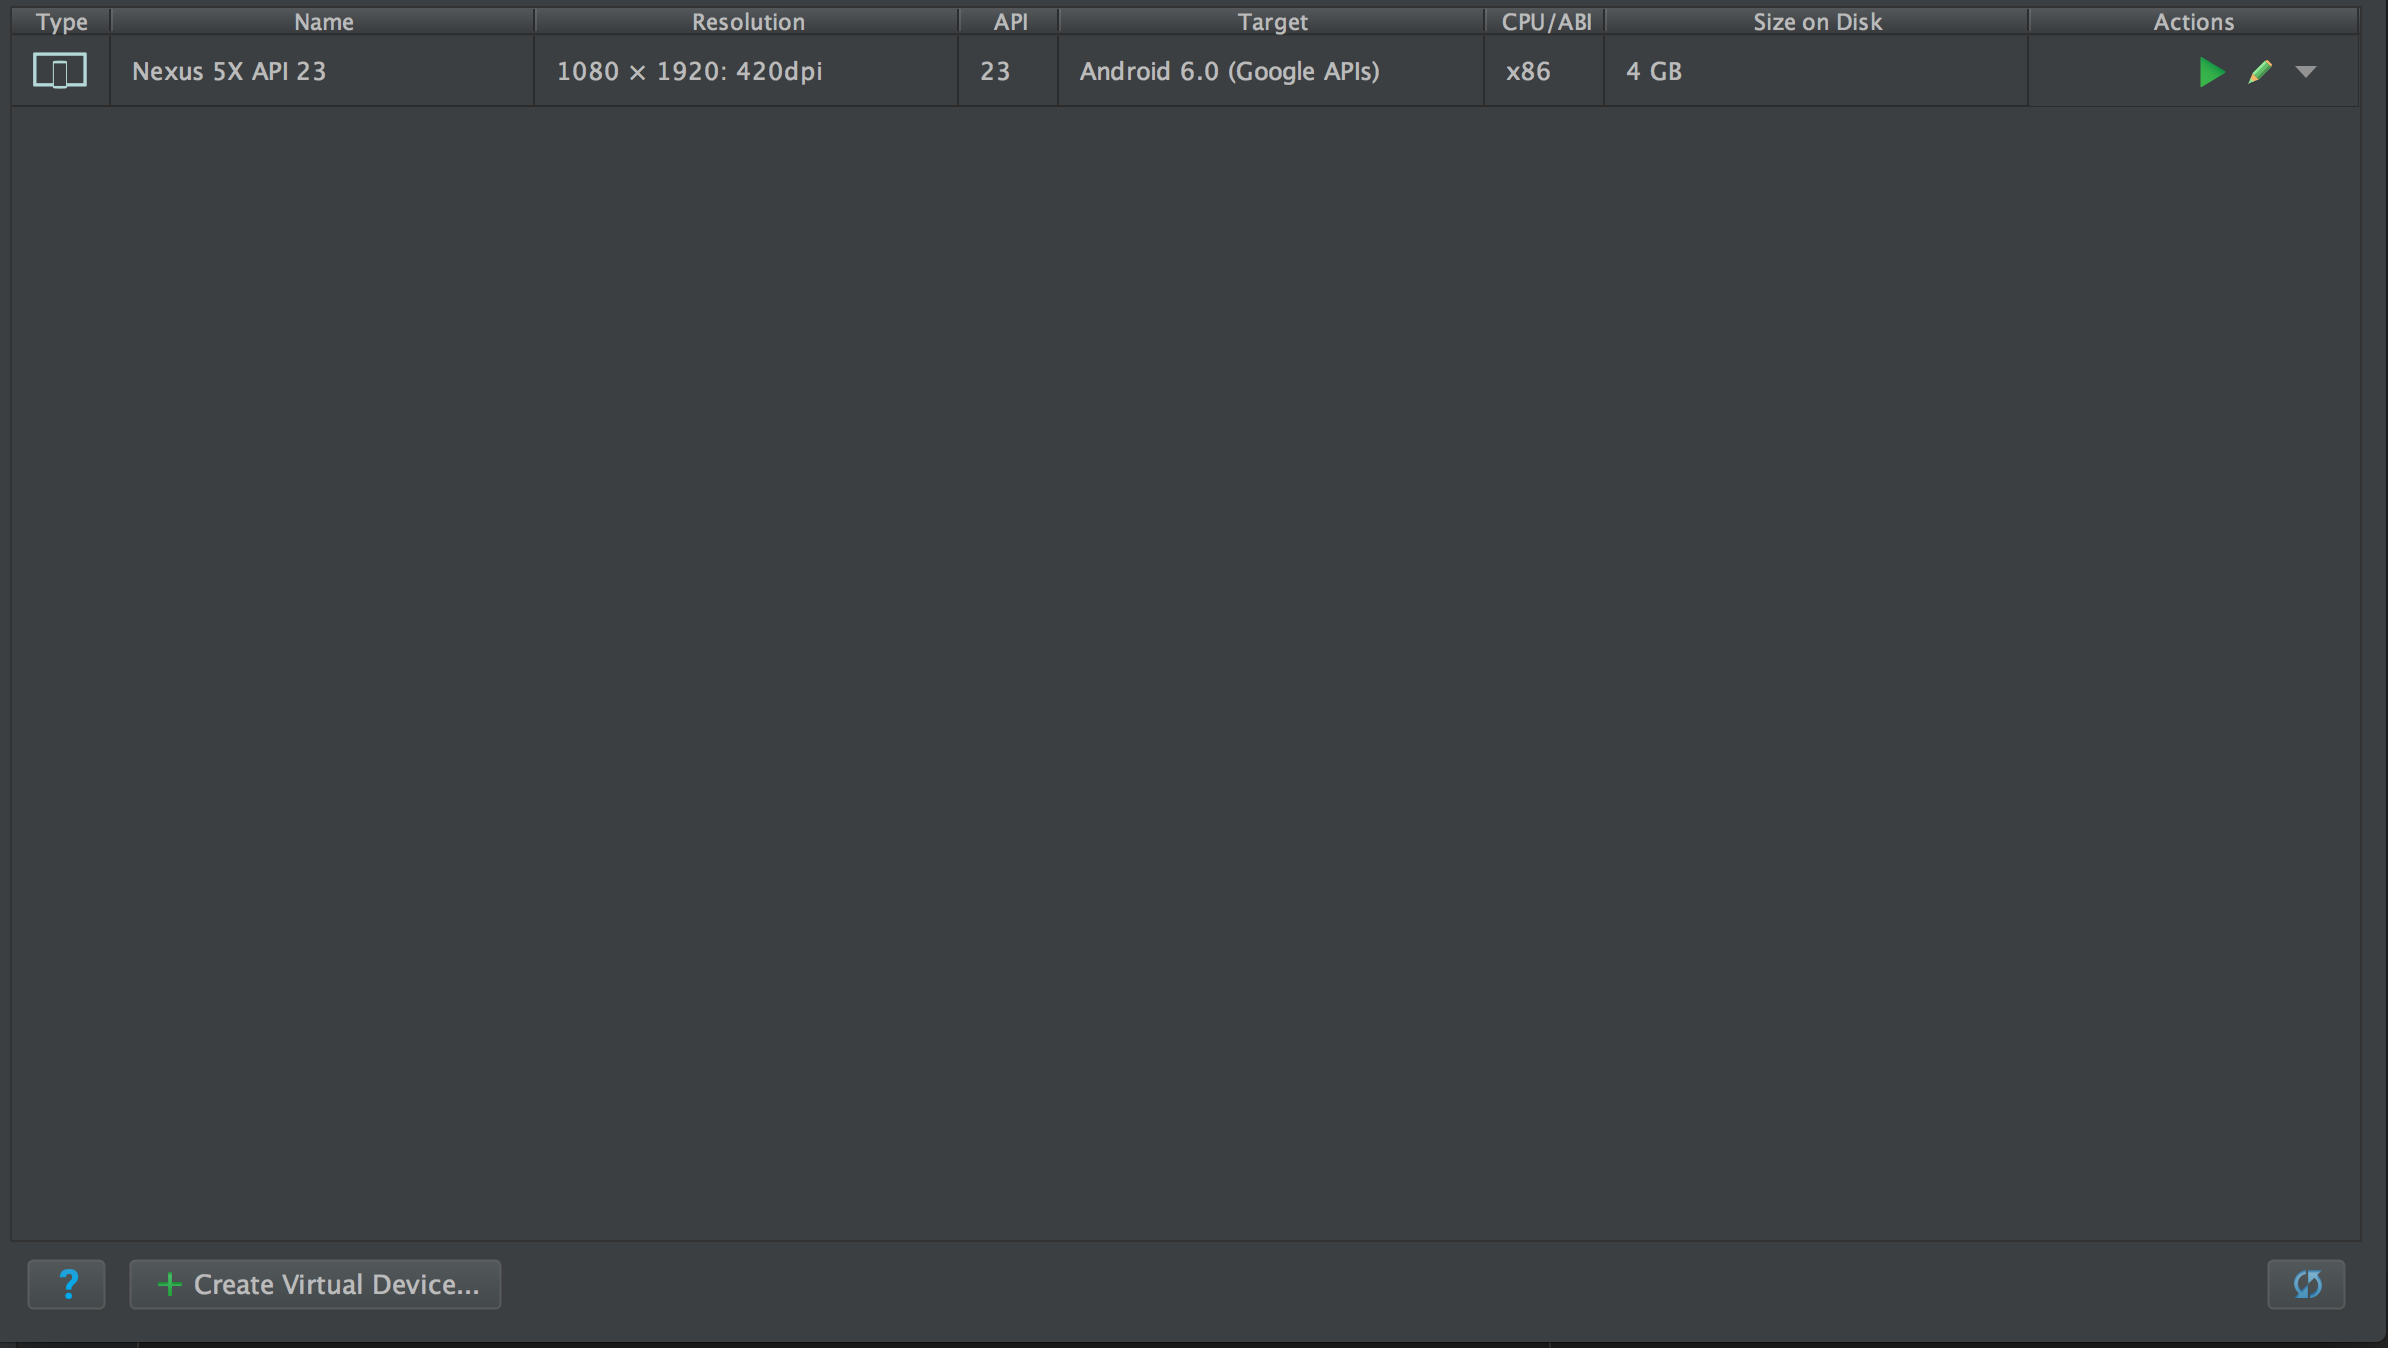 Type Name Resolution API Target CPU/ABI Size on Disk Actions
Nexus 5X API 23 1080 × 1920: 420dpi 23 Android 6.0 (Google APIs) x86 4 GB
? + Create Virtual Device...